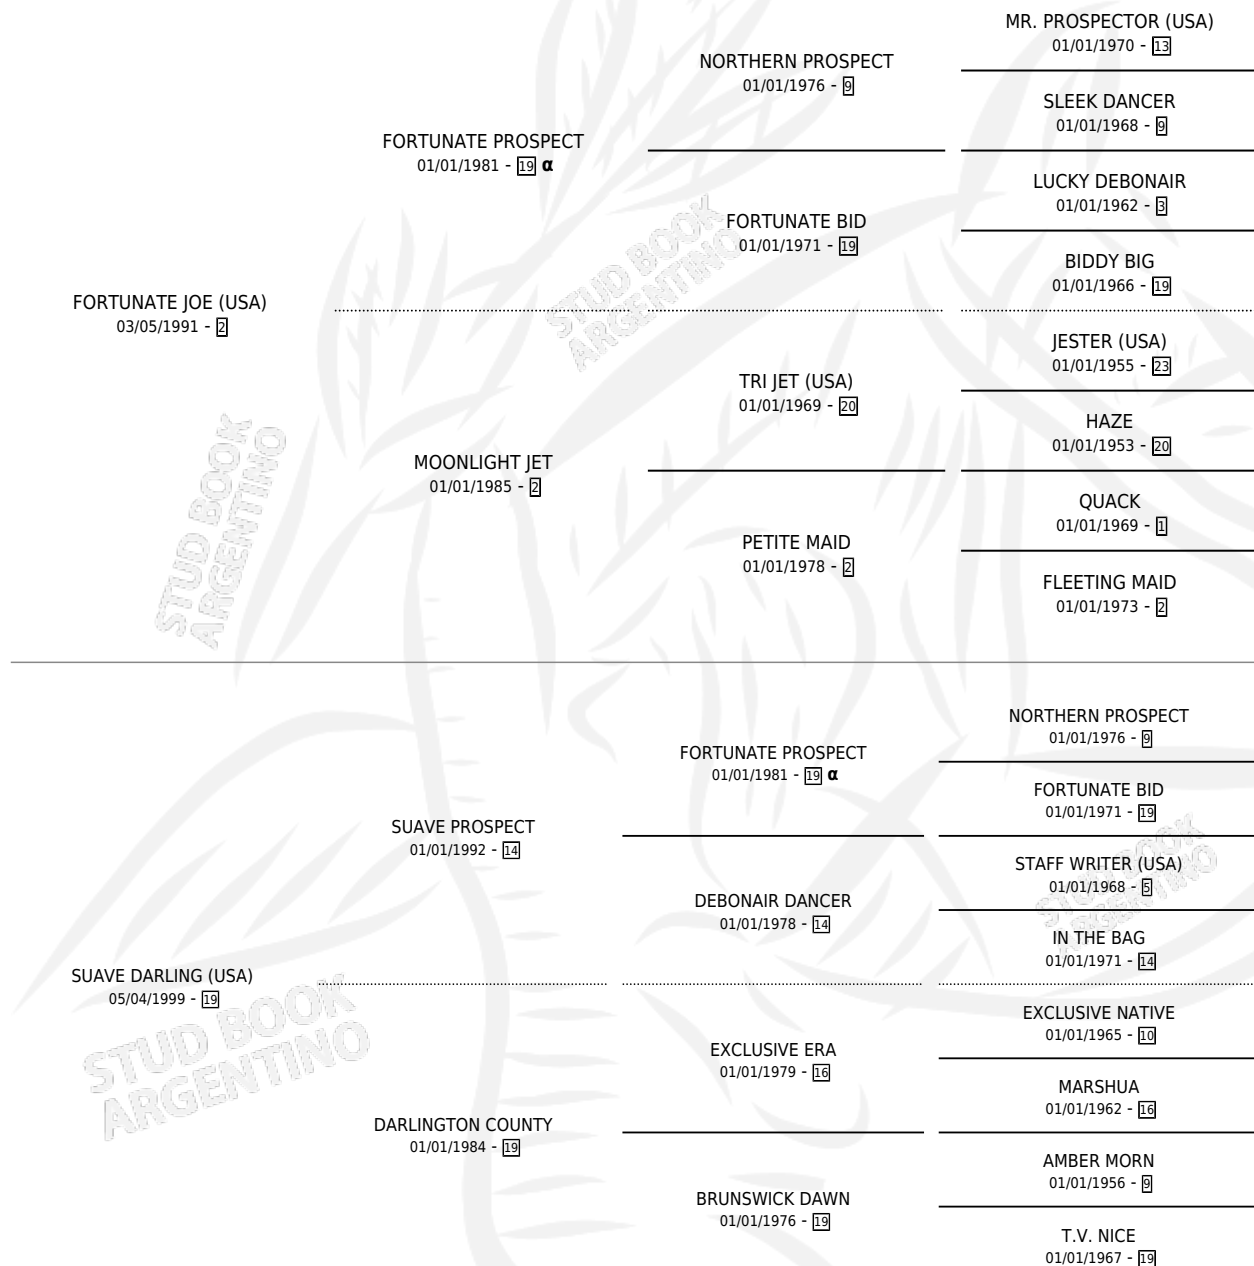 MR. PROSPECTOR (USA)
01/01/1970 - 13
NORTHERN PROSPECT
01/01/1976 - 9
SLEEK DANCER
01/01/1968 - 9
FORTUNATE PROSPECT
01/01/1981 - 19 α
LUCKY DEBONAIR
01/01/1962 - 3
FORTUNATE BID
01/01/1971 - 19
BIDDY BIG
01/01/1966 - 19
FORTUNATE JOE (USA)
03/05/1991 - 2
STUD BOOK
ARGENTINO
JESTER (USA)
01/01/1955 - 23
TRI JET (USA)
01/01/1969 - 20
HAZE
01/01/1953 - 20
MOONLIGHT JET
01/01/1985 - 2
QUACK
01/01/1969 - 1
PETITE MAID
01/01/1978 - 2
FLEETING MAID
01/01/1973 - 2
STUD BOOK
ARGENTINO
NORTHERN PROSPECT
01/01/1976 - 9
FORTUNATE PROSPECT
01/01/1981 - 19 α
FORTUNATE BID
01/01/1971 - 19
SUAVE PROSPECT
01/01/1992 - 14
STAFF WRITER (USA)
01/01/1968 - 5
DEBONAIR DANCER
01/01/1978 - 14
IN THE BAG
01/01/1971 - 14
STUD BOOK
ARGENTINO
SUAVE DARLING (USA)
05/04/1999 - 19
EXCLUSIVE NATIVE
01/01/1965 - 10
EXCLUSIVE ERA
01/01/1979 - 16
MARSHUA
01/01/1962 - 16
DARLINGTON COUNTY
01/01/1984 - 19
AMBER MORN
01/01/1956 - 9
BRUNSWICK DAWN
01/01/1976 - 19
T.V. NICE
01/01/1967 - 19
STUD BOOK
ARGENTINO